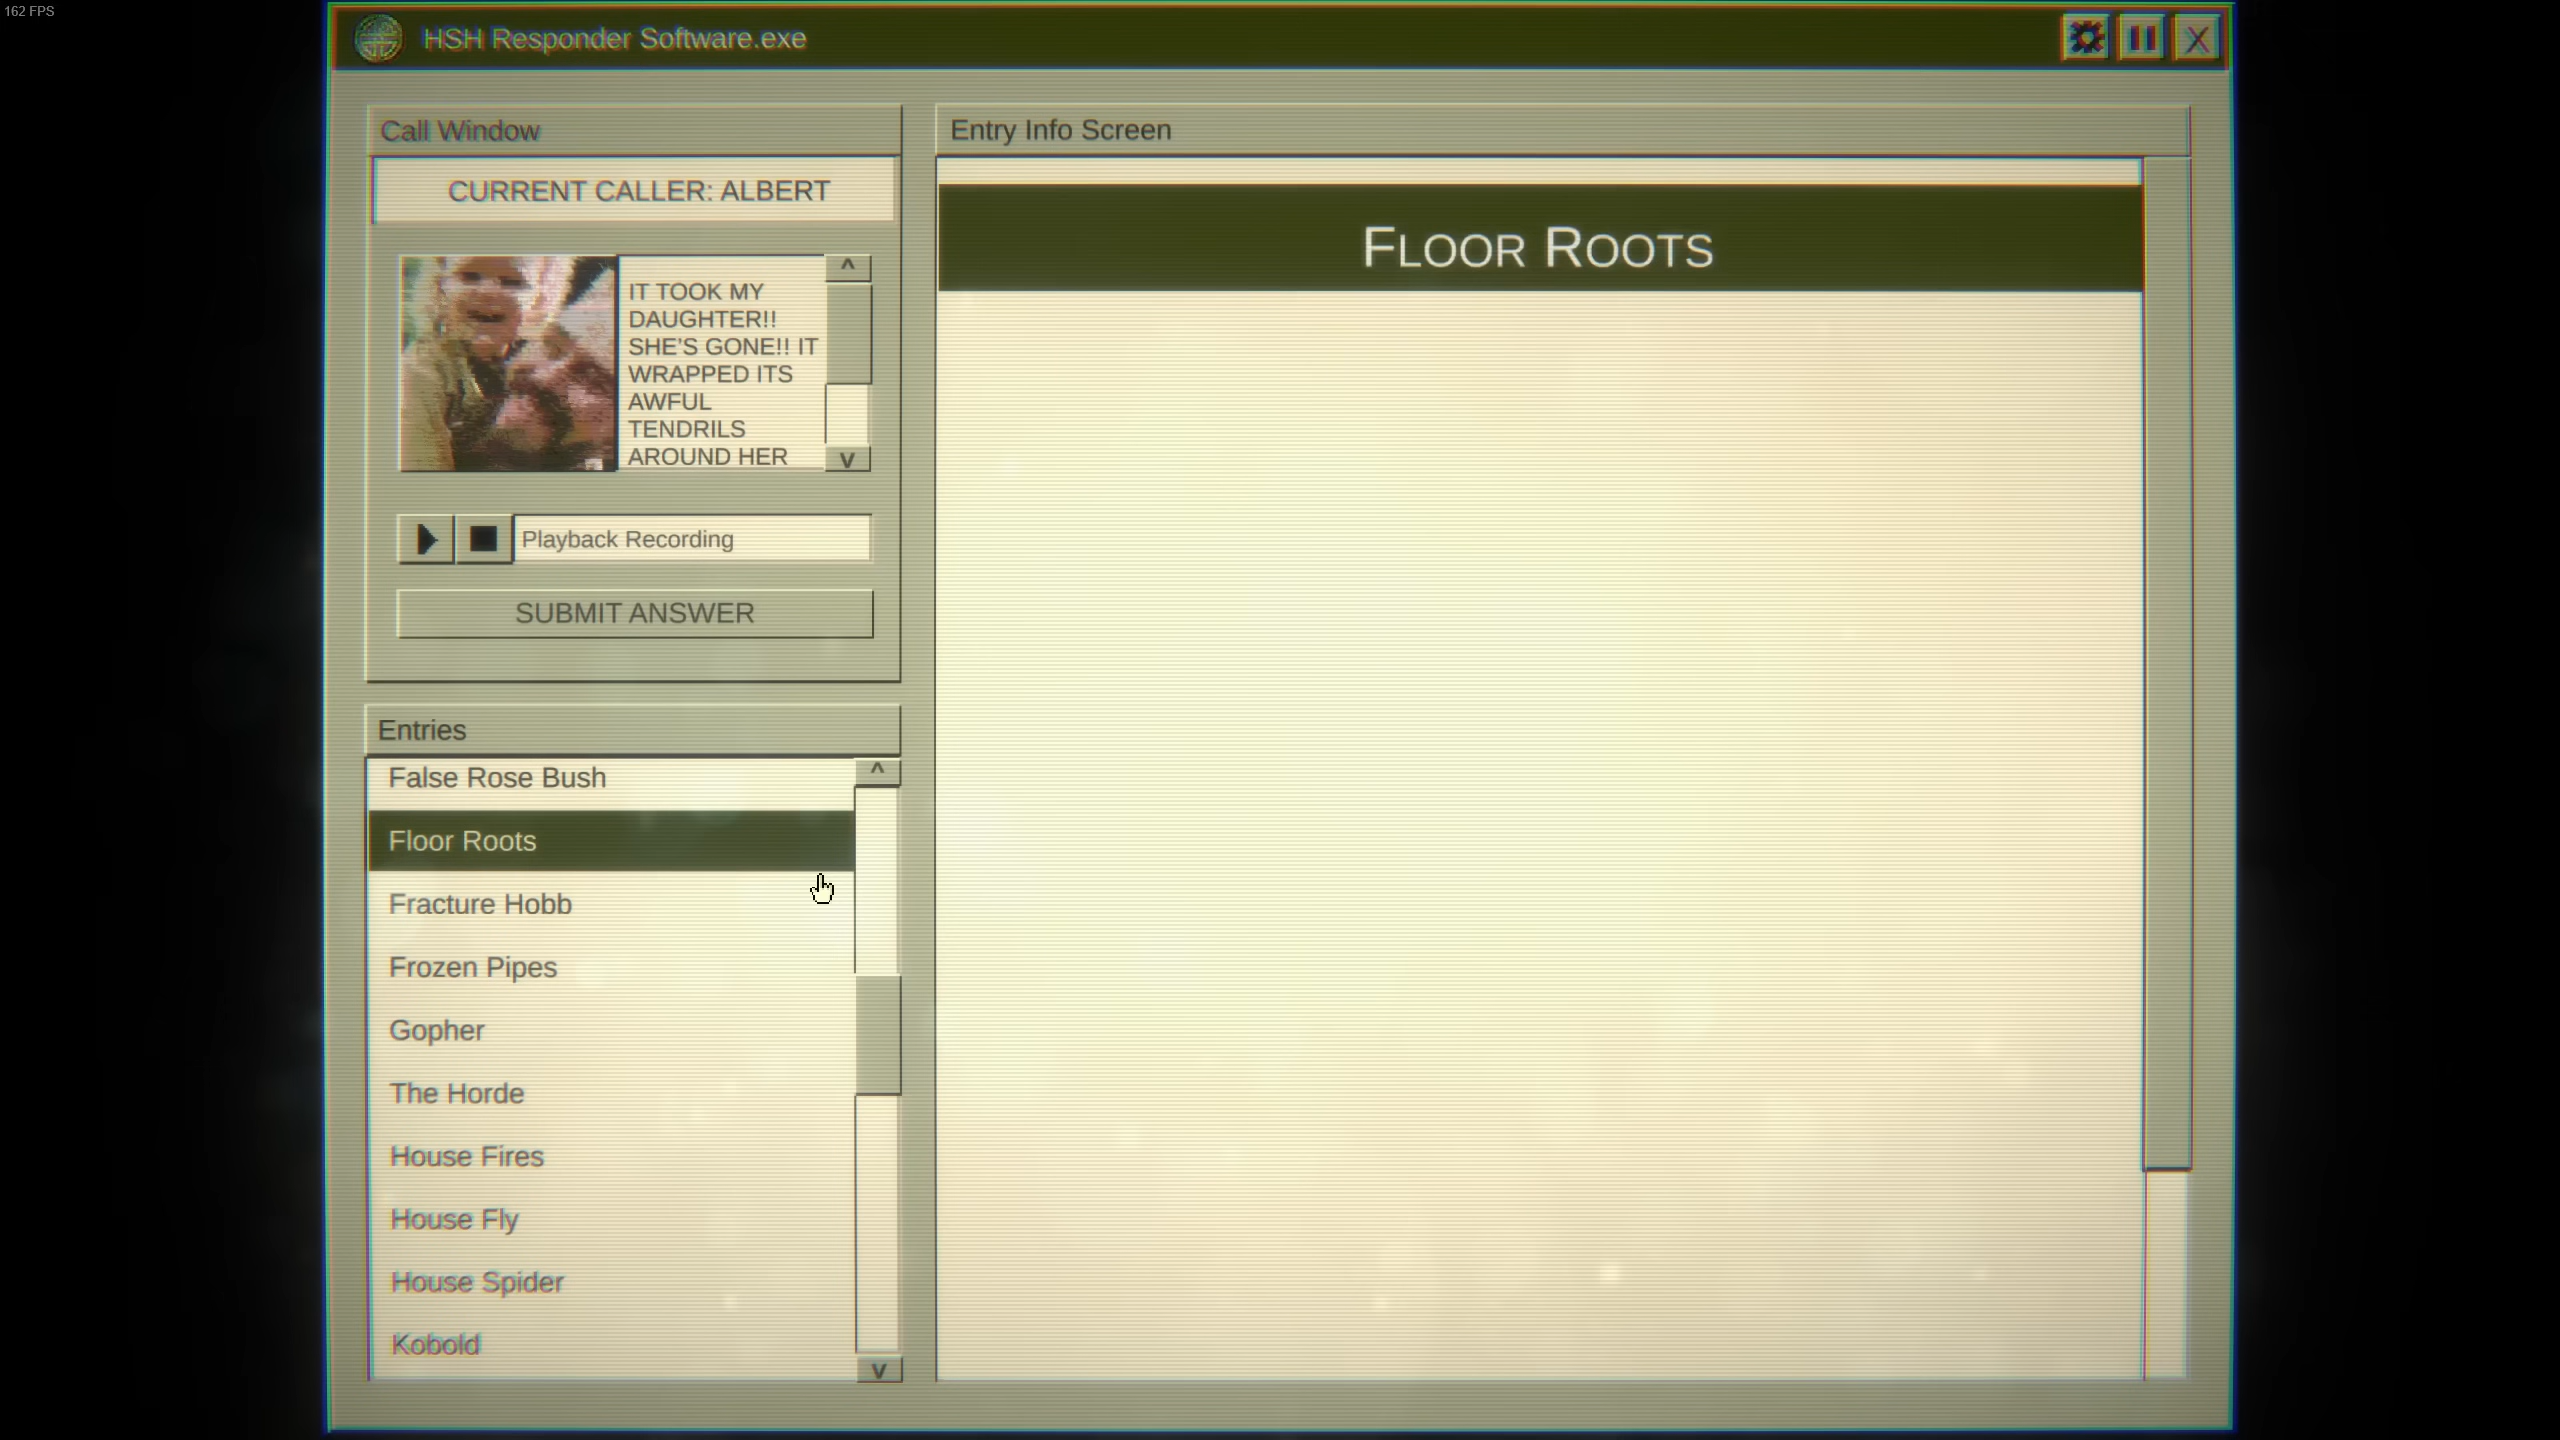 162 FPS
HSH Responder Software.exe
X
Call Window
CURRENT CALLER: ALBERT
IT TOOK MY
DAUGHTER!!
SHE'S GONE!! IT
WRAPPED ITS
AWFUL
TENDRILS
AROUND HER
Playback Recording
SUBMIT ANSWER
Entries
False Rose Bush
Floor Roots
Fracture Hobb
Frozen Pipes
Gopher
The Horde
House Fires
House Fly
House Spider
Kobold
Entry Info Screen
FLOOR ROOTS